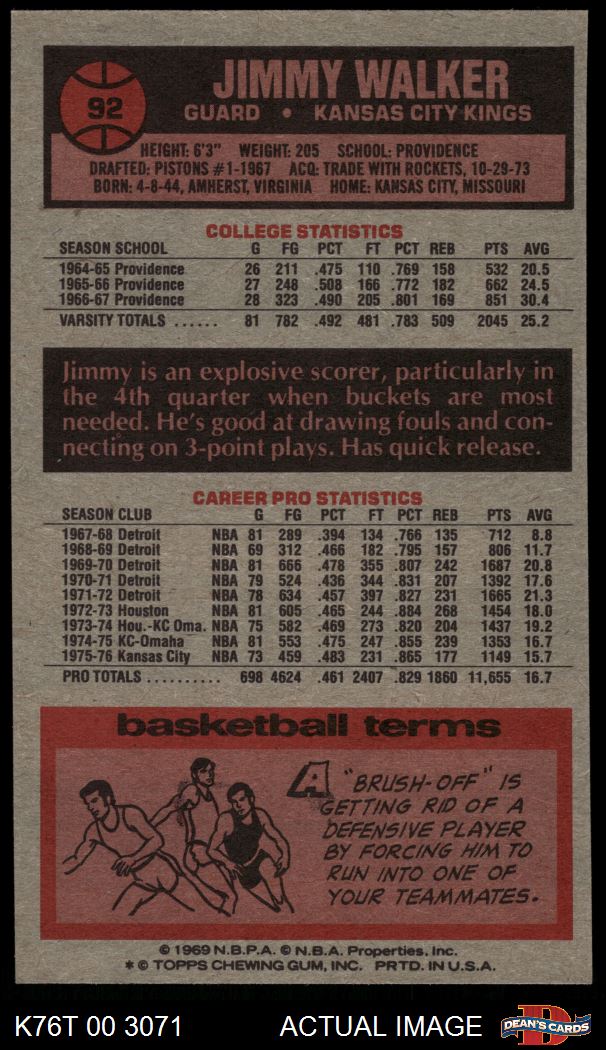 92
JIMMY WALKER
GUARD • KANSAS CITY KINGS
HEIGHT: 6'3" WEIGHT: 205 SCHOOL: PROVIDENCE
DRAFTED: PISTONS #1-1967 ACQ: TRADE WITH ROCKETS, 10-29-73
BORN: 4-8-44, AMHERST, VIRGINIA HOME: KANSAS CITY, MISSOURI
COLLEGE STATISTICS
SEASON SCHOOL G FG PCT FT PCT REB PTS AVG
1964-65 Providence 26 211 .475 110 .769 158 532 20.5
1965-66 Providence 27 248 .508 166 .772 182 662 24.5
1966-67 Providence 28 323 .490 205 .801 169 851 30.4
VARSITY TOTALS ...... 81 782 .492 481 .783 509 2045 25.2
Jimmy is an explosive scorer, particularly in
the 4th quarter when buckets are most
needed. He's good at drawing fouls and con-
necting on 3-point plays. Has quick release.
CAREER PRO STATISTICS
SEASON CLUB G FG PCT FT PCT REB PTS AVG
1967-68 Detroit NBA 81 289 .394 134 .766 135 712 8.8
1968-69 Detroit NBA 69 312 .466 182 .795 157 806 11.7
1969-70 Detroit NBA 81 666 .478 355 .807 242 1687 20.8
1970-71 Detroit NBA 79 524 .436 344 .831 207 1392 17.6
1971-72 Detroit NBA 78 634 .457 397 .827 231 1665 21.3
1972-73 Houston NBA 81 605 .465 244 .884 268 1454 18.0
1973-74 Hou.-KC Oma. NBA 75 582 .469 273 .820 204 1437 19.2
1974-75 KC-Omaha NBA 81 553 .475 247 .855 239 1353 16.7
1975-76 Kansas City NBA 73 459 .483 231 .865 177 1149 15.7
PRO TOTALS .......... 698 4624 .461 2407 .829 1860 11,655 16.7
basketball terms
A "BRUSH-OFF" IS
GETTING RID OF A
DEFENSIVE PLAYER
BY FORCING HIM TO
RUN INTO ONE OF
YOUR TEAMMATES.
© 1969 N.B.P.A. © N.B.A. Properties, Inc.
* © TOPPS CHEWING GUM, INC. PRTD. IN U.S.A.
K76T 00 3071 ACTUAL IMAGE D DEAN'S CARDS